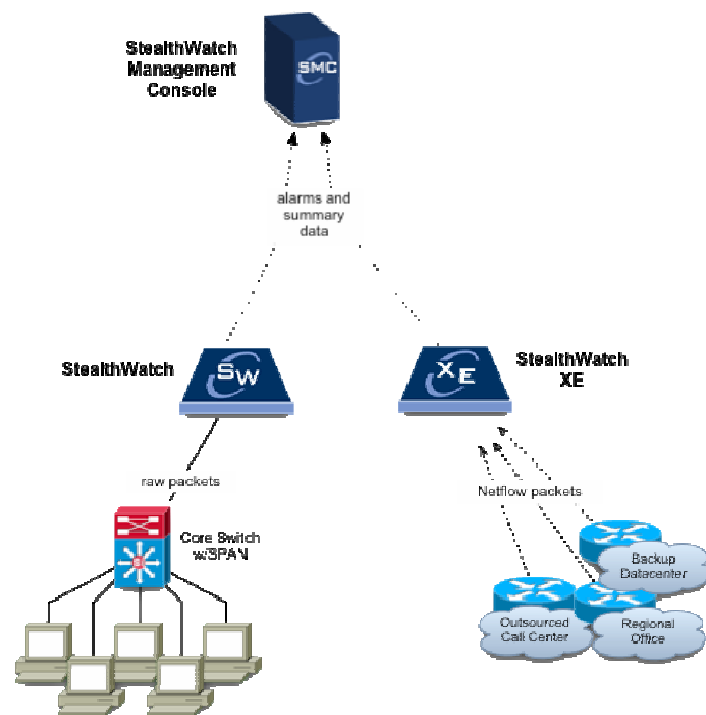 StealthWatch
Management
Console
SMC
alarms and
summary
data
StealthWatch
SW
XE
StealthWatch
XE
raw packets
Netflow packets
Core Switch
w/SPAN
Backup
Datacenter
Outsourced
Call Center
Regional
Office